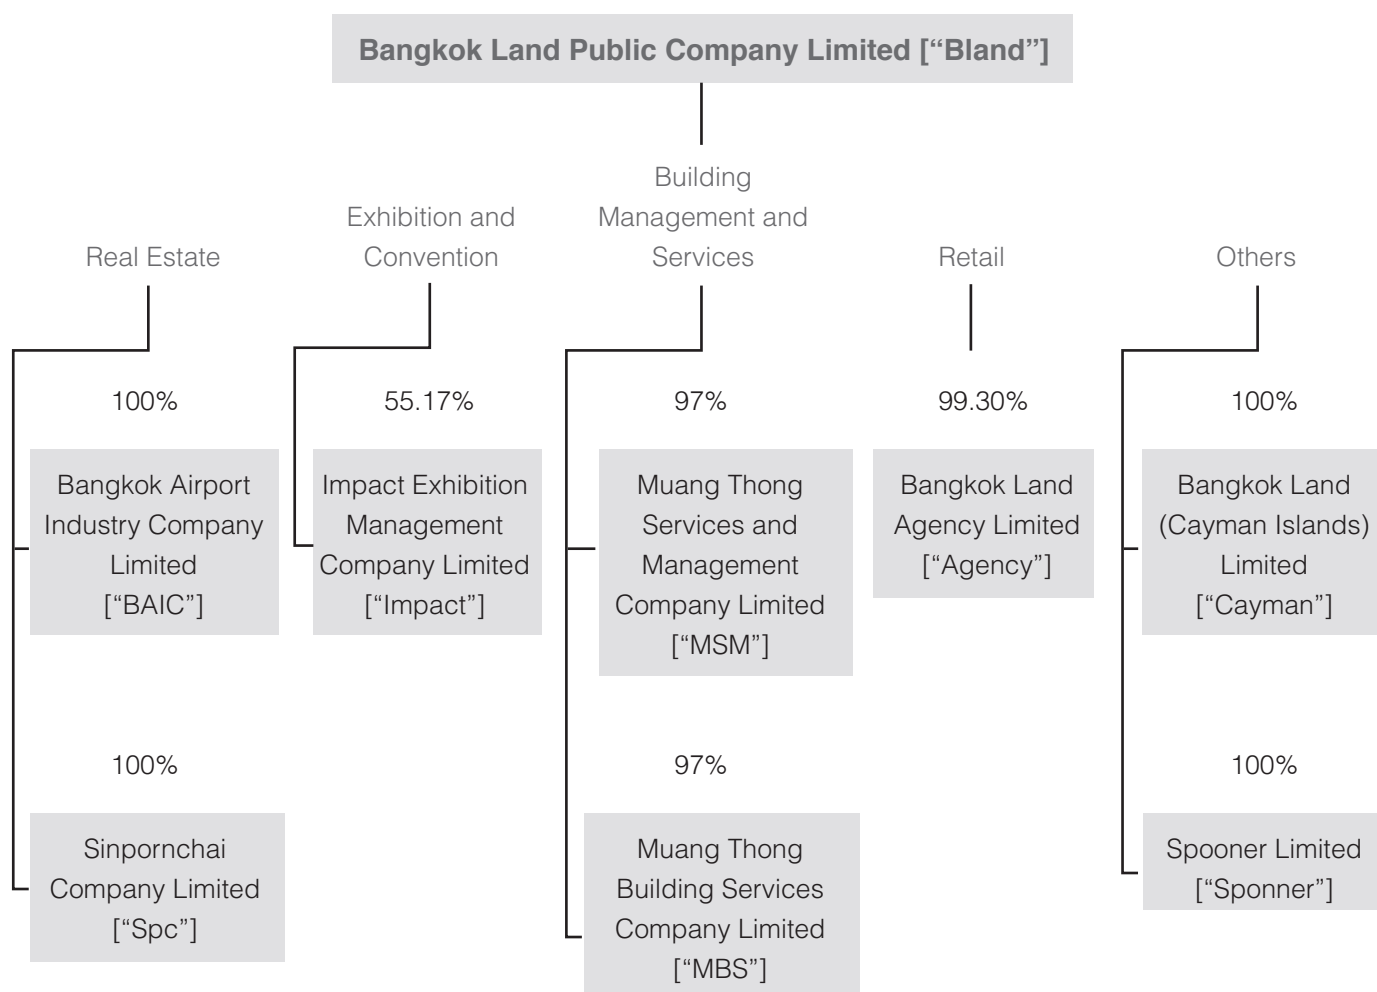 Bangkok Land Public Company Limited [“Bland”]
Real Estate
Exhibition and
Convention
Building
Management and
Services
Retail
Others
100%
Bangkok Airport
Industry Company
Limited
[“BAIC”]
100%
Sinpornchai
Company Limited
[“Spc”]
55.17%
Impact Exhibition
Management
Company Limited
[“Impact”]
97%
Muang Thong
Services and
Management
Company Limited
[“MSM”]
97%
Muang Thong
Building Services
Company Limited
[“MBS”]
99.30%
Bangkok Land
Agency Limited
[“Agency”]
100%
Bangkok Land
(Cayman Islands)
Limited
[“Cayman”]
100%
Spooner Limited
[“Sponner”]